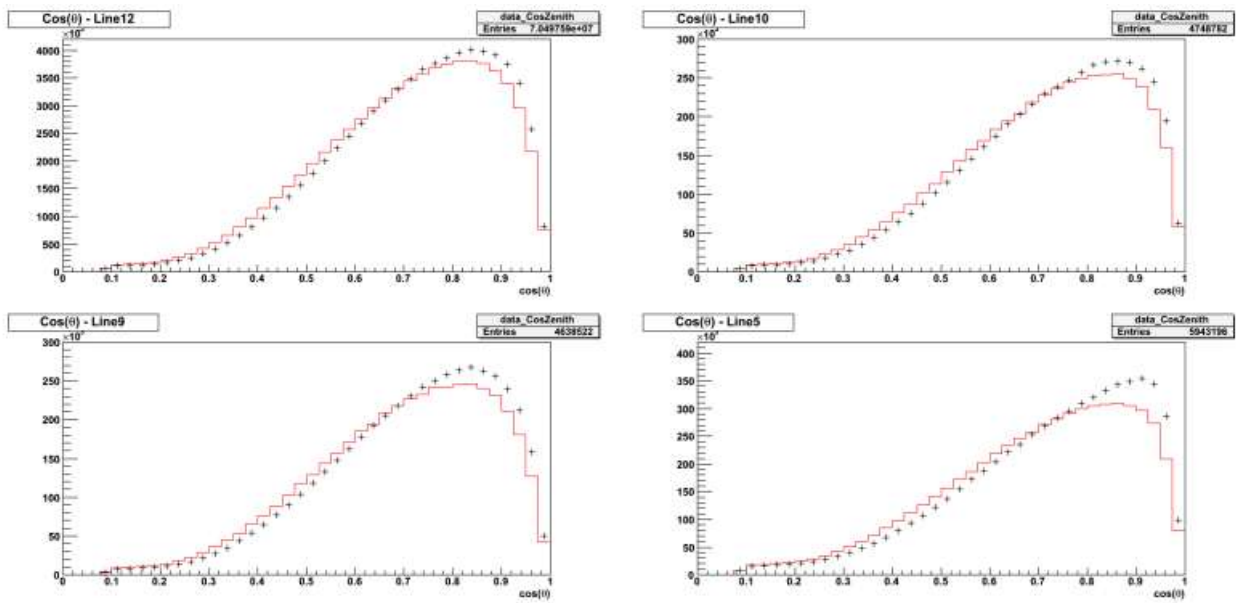 Cos(θ) - Line12
data_CosZenith
Entries 7.049759e+07
4000
3500
3000
2500
2000
1500
1000
500
0
0 0.1 0.2 0.3 0.4 0.5 0.6 0.7 0.8 0.9 1
cos(θ)
Cos(θ) - Line10
data_CosZenith
Entries 4748782
300
250
200
150
100
50
0
0 0.1 0.2 0.3 0.4 0.5 0.6 0.7 0.8 0.9 1
cos(θ)
Cos(θ) - Line9
data_CosZenith
Entries 4638522
300
250
200
150
100
50
0
0 0.1 0.2 0.3 0.4 0.5 0.6 0.7 0.8 0.9 1
cos(θ)
Cos(θ) - Line5
data_CosZenith
Entries 5943196
400
350
300
250
200
150
100
50
0
0 0.1 0.2 0.3 0.4 0.5 0.6 0.7 0.8 0.9 1
cos(θ)